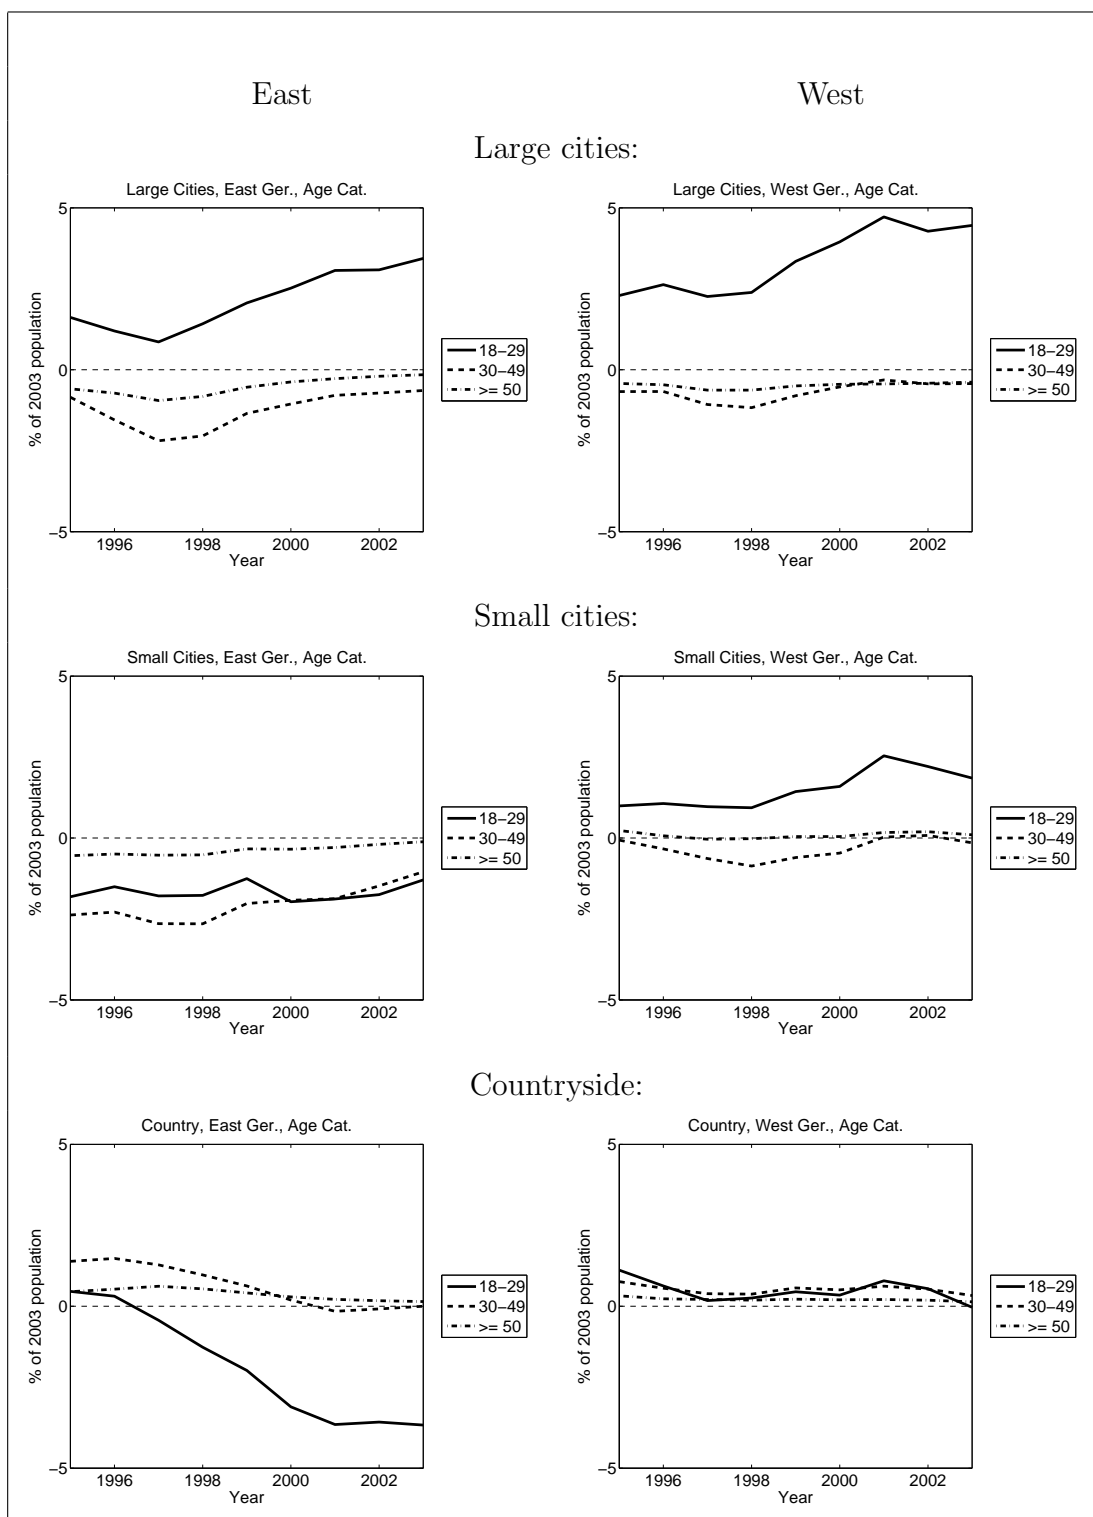 East
West
Large cities:
Large Cities, East Ger., Age Cat.
5
0
−5
% of 2003 population
1996 1998 2000 2002
Year
18−29
30−49
>= 50
Large Cities, West Ger., Age Cat.
5
0
−5
% of 2003 population
1996 1998 2000 2002
Year
18−29
30−49
>= 50
Small cities:
Small Cities, East Ger., Age Cat.
5
0
−5
% of 2003 population
1996 1998 2000 2002
Year
18−29
30−49
>= 50
Small Cities, West Ger., Age Cat.
5
0
−5
% of 2003 population
1996 1998 2000 2002
Year
18−29
30−49
>= 50
Countryside:
Country, East Ger., Age Cat.
5
0
−5
% of 2003 population
1996 1998 2000 2002
Year
18−29
30−49
>= 50
Country, West Ger., Age Cat.
5
0
−5
% of 2003 population
1996 1998 2000 2002
Year
18−29
30−49
>= 50